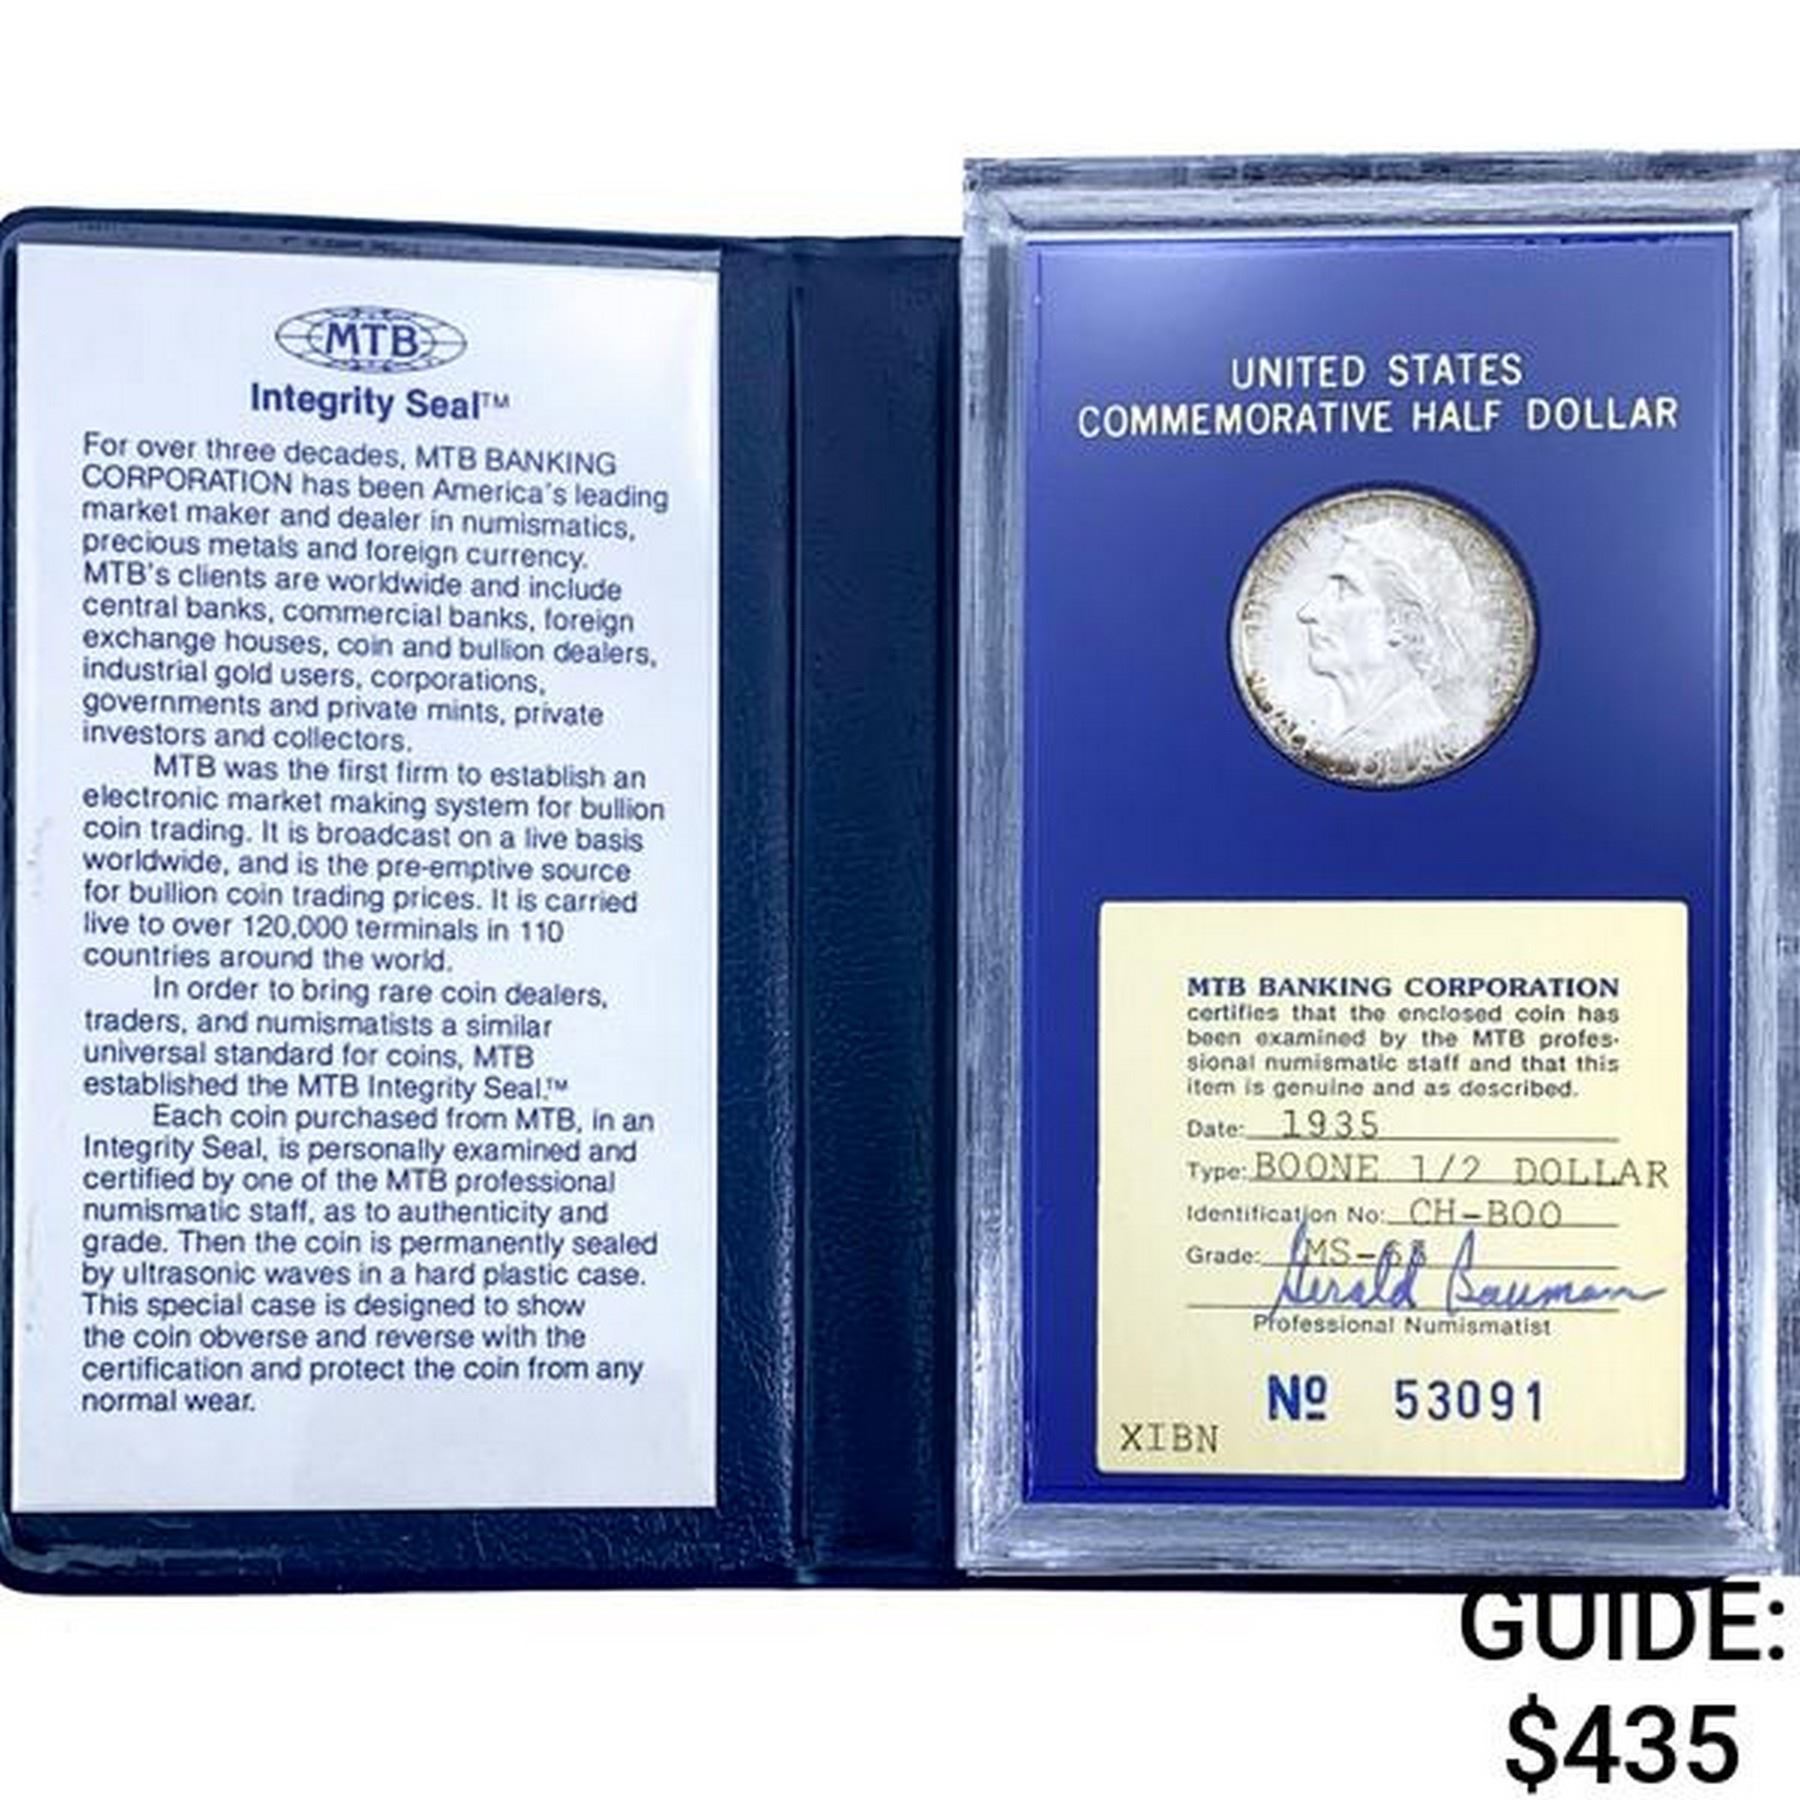 MTB
Integrity Seal™
For over three decades, MTB BANKING
CORPORATION has been America's leading
market maker and dealer in numismatics,
precious metals and foreign currency.
MTB's clients are worldwide and include
central banks, commercial banks, foreign
exchange houses, coin and bullion dealers,
industrial gold users, corporations,
governments and private mints, private
investors and collectors.
MTB was the first firm to establish an
electronic market making system for bullion
coin trading. It is broadcast on a live basis
worldwide, and is the pre-emptive source
for bullion coin trading prices. It is carried
live to over 120,000 terminals in 110
countries around the world.
In order to bring rare coin dealers,
traders, and numismatists a similar
universal standard for coins, MTB
established the MTB Integrity Seal.™
Each coin purchased from MTB, in an
Integrity Seal, is personally examined and
certified by one of the MTB professional
numismatic staff, as to authenticity and
grade. Then the coin is permanently sealed
by ultrasonic waves in a hard plastic case.
This special case is designed to show
the coin obverse and reverse with the
certification and protect the coin from any
normal wear.
UNITED STATES
COMMEMORATIVE HALF DOLLAR
MTB BANKING CORPORATION
certifies that the enclosed coin has
been examined by the MTB profes-
sional numismatic staff and that this
item is genuine and as described.
Date: 1935
Type: BOONE 1/2 DOLLAR
Identification No: CH-BOO
Grade:
Gerald Bauman
Professional Numismatist
Nº 53091
XIBN
GUIDE:
$435